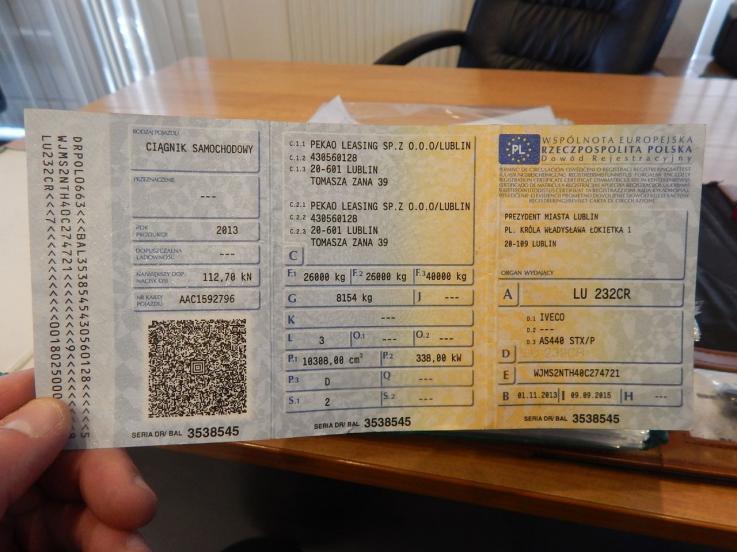 DRPOLO663<<BAL3538545430560128<<<<<<5
WJMS2NTH40C274721
LU232CR
RODZAJ POJAZDU
CIĄGNIK SAMOCHODOWY
PRZEZNACZENIE
---
ROK PRODUKCJI
2013
DOPUSZCZALNA ŁADOWNOŚĆ
---
NAJWIĘKSZY DOP. NACISK OSI
112,70 kN
NR KARTY POJAZDU
AAC1592796
SERIA DR/ BAL 3538545
C.1.1 PEKAO LEASING SP.Z O.O.O/LUBLIN
C.1.2 430560128
C.1.3 20-601 LUBLIN
TOMASZA ZANA 39
C.2.1 PEKAO LEASING SP.Z O.O.O/LUBLIN
C.2.2 430560128
C.2.3 20-601 LUBLIN
TOMASZA ZANA 39
C
F.1 26000 kg F.2 26000 kg F.3 40000 kg
G 8154 kg J ---
K ---
L 3 O.1 --- O.2 ---
P.1 10308,00 cm³ P.2 338,00 kW
P.3 D Q ---
S.1 2 S.2 ---
SERIA DR/ BAL 3538545
PL
WSPÓLNOTA EUROPEJSKA
RZECZPOSPOLITA POLSKA
Dowód Rejestracyjny
PREZYDENT MIASTA LUBLIN
PL. KRÓLA WŁADYSŁAWA ŁOKIETKA 1
20-109 LUBLIN
ORGAN WYDAJĄCY
A LU 232CR
D.1 IVECO
D.2 ---
D.3 AS440 STX/P
D
E WJMS2NTH40C274721
B 01.11.2013 I 09.09.2015 H ---
SERIA DR/ BAL 3538545